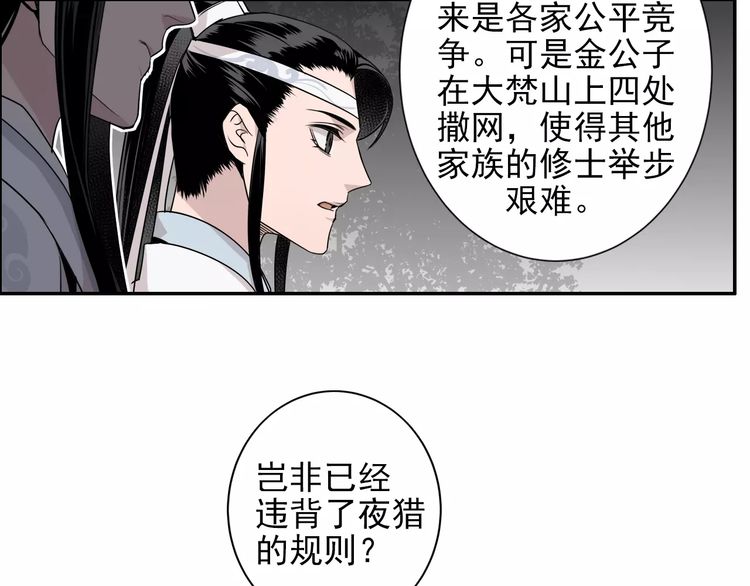 来是各家公平竞
争。可是金公子
在大梵山上四处
撒网，使得其他
家族的修士举步
艰难。
岂非已经
违背了夜猎
的规则？